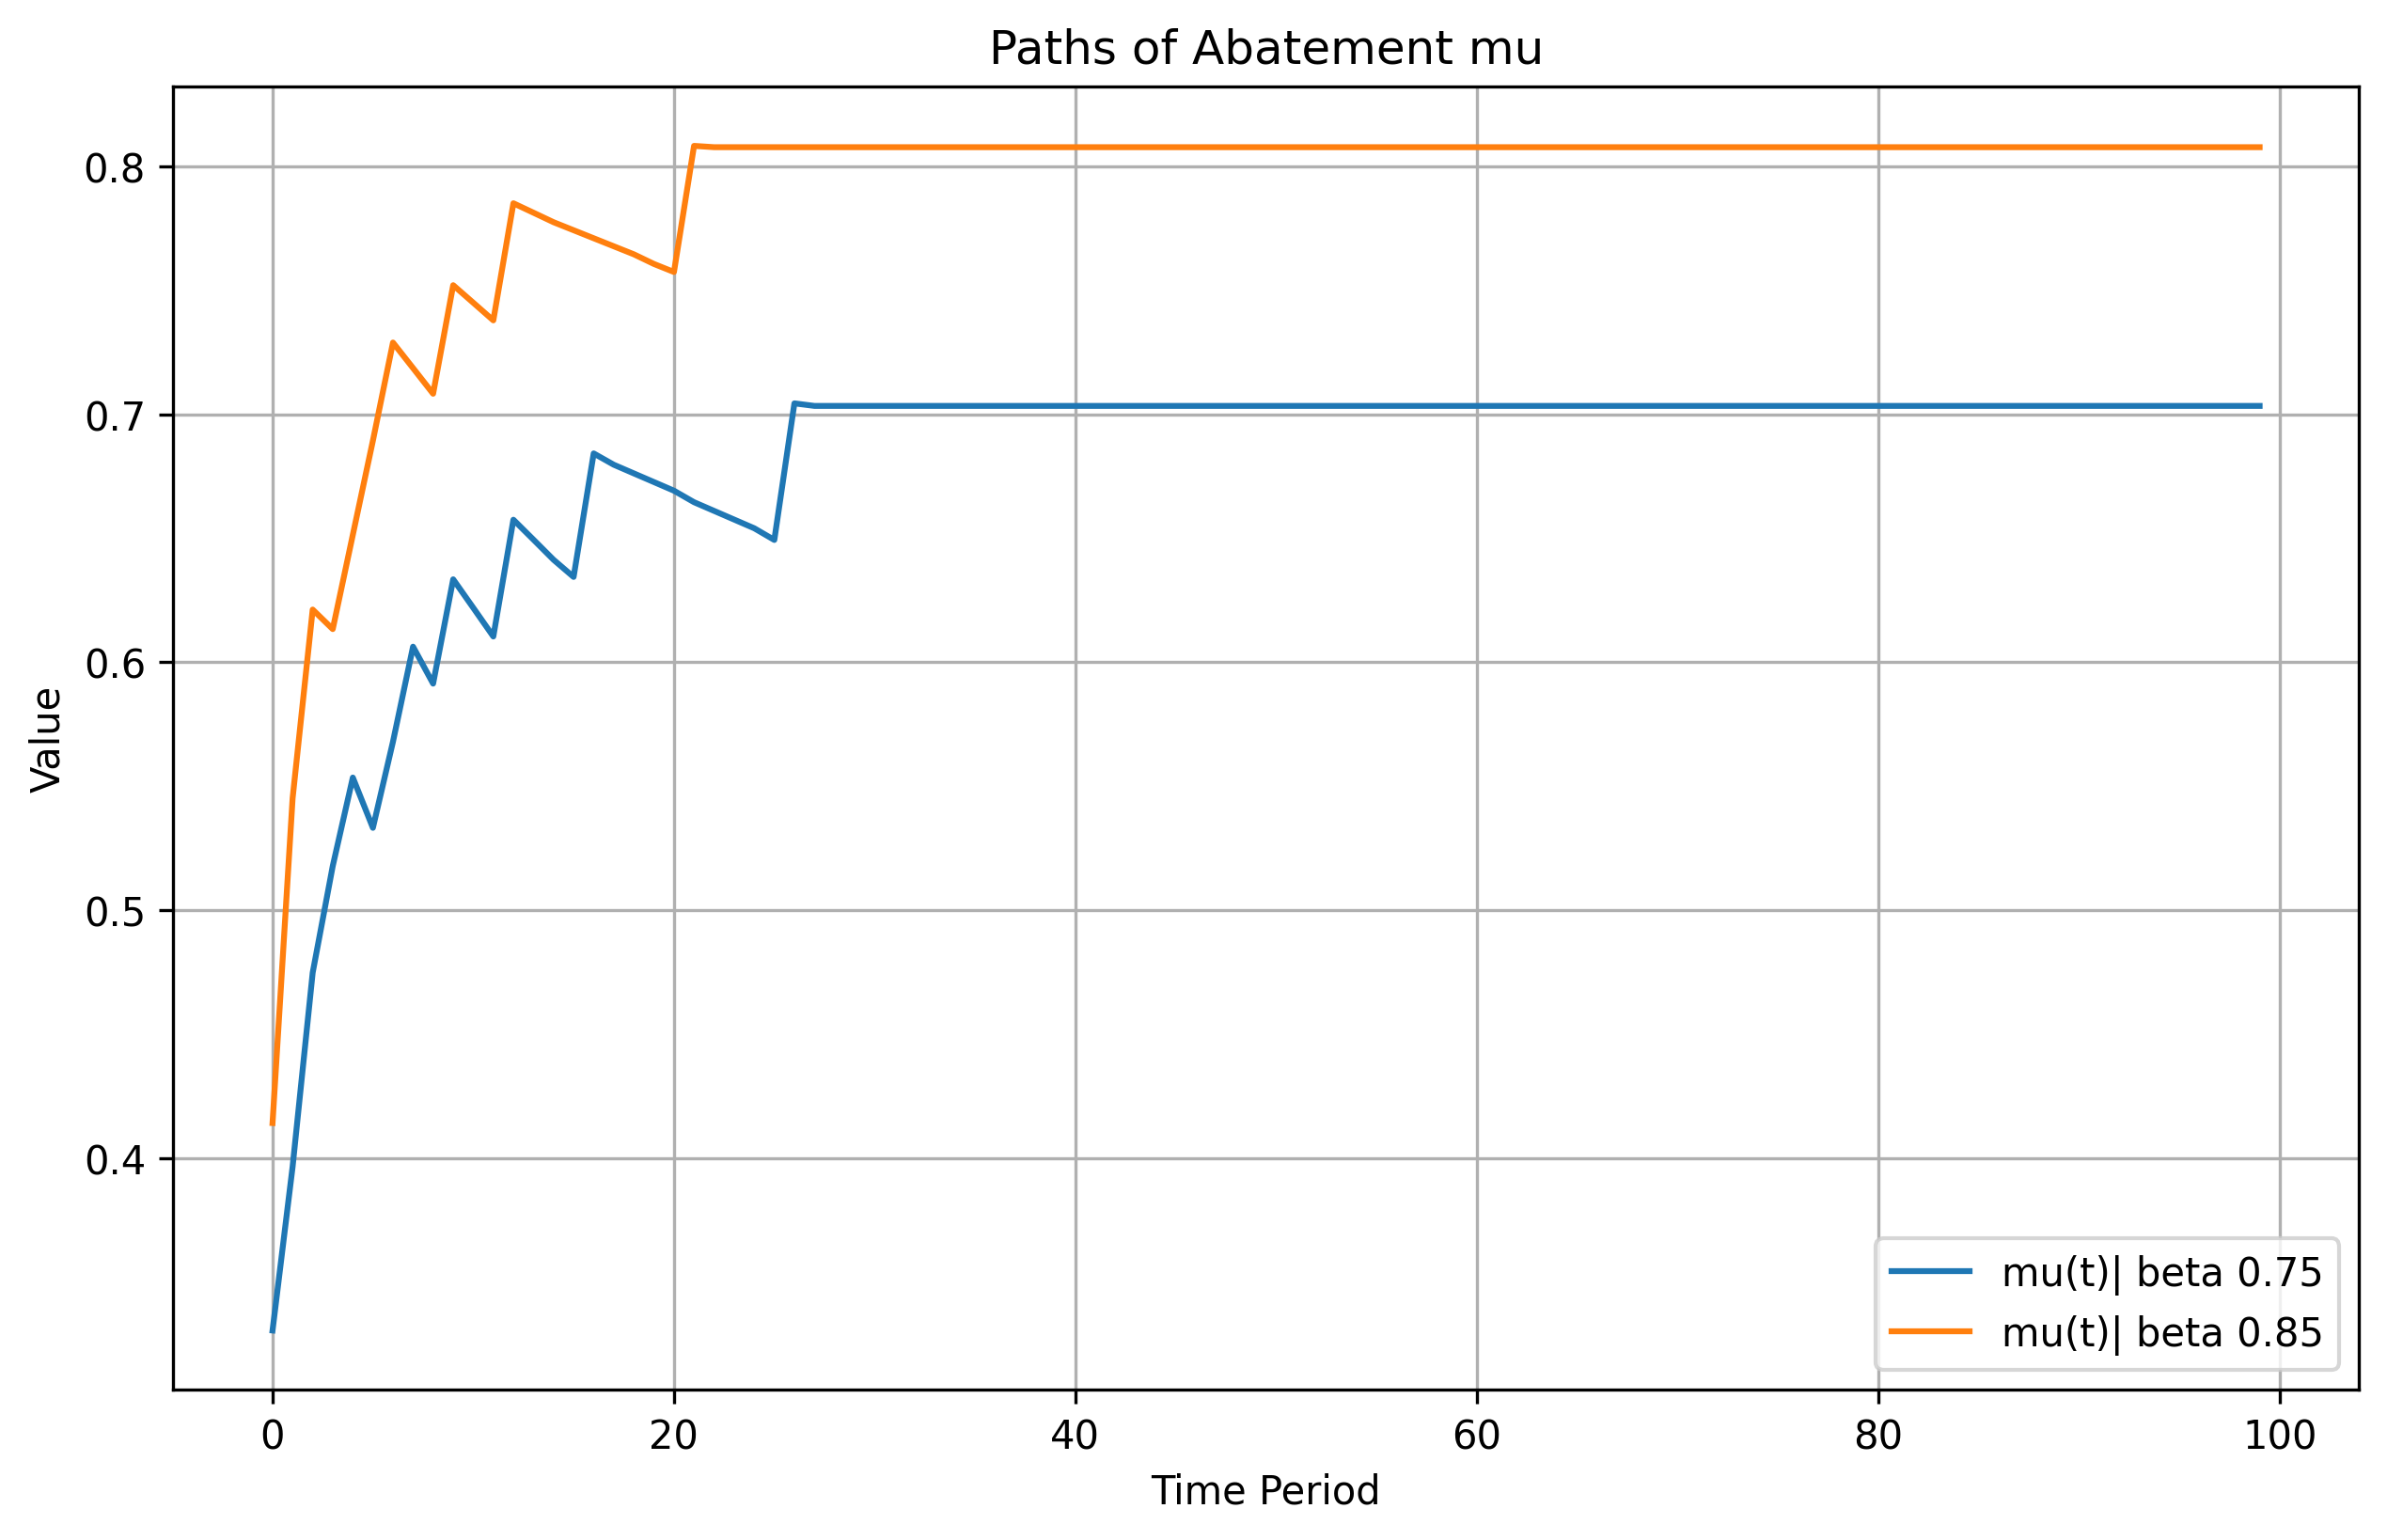 Paths of Abatement mu
Value
0.8
0.7
0.6
0.5
0.4
mu(t)| beta 0.75
mu(t)| beta 0.85
0 20 40 60 80 100
Time Period